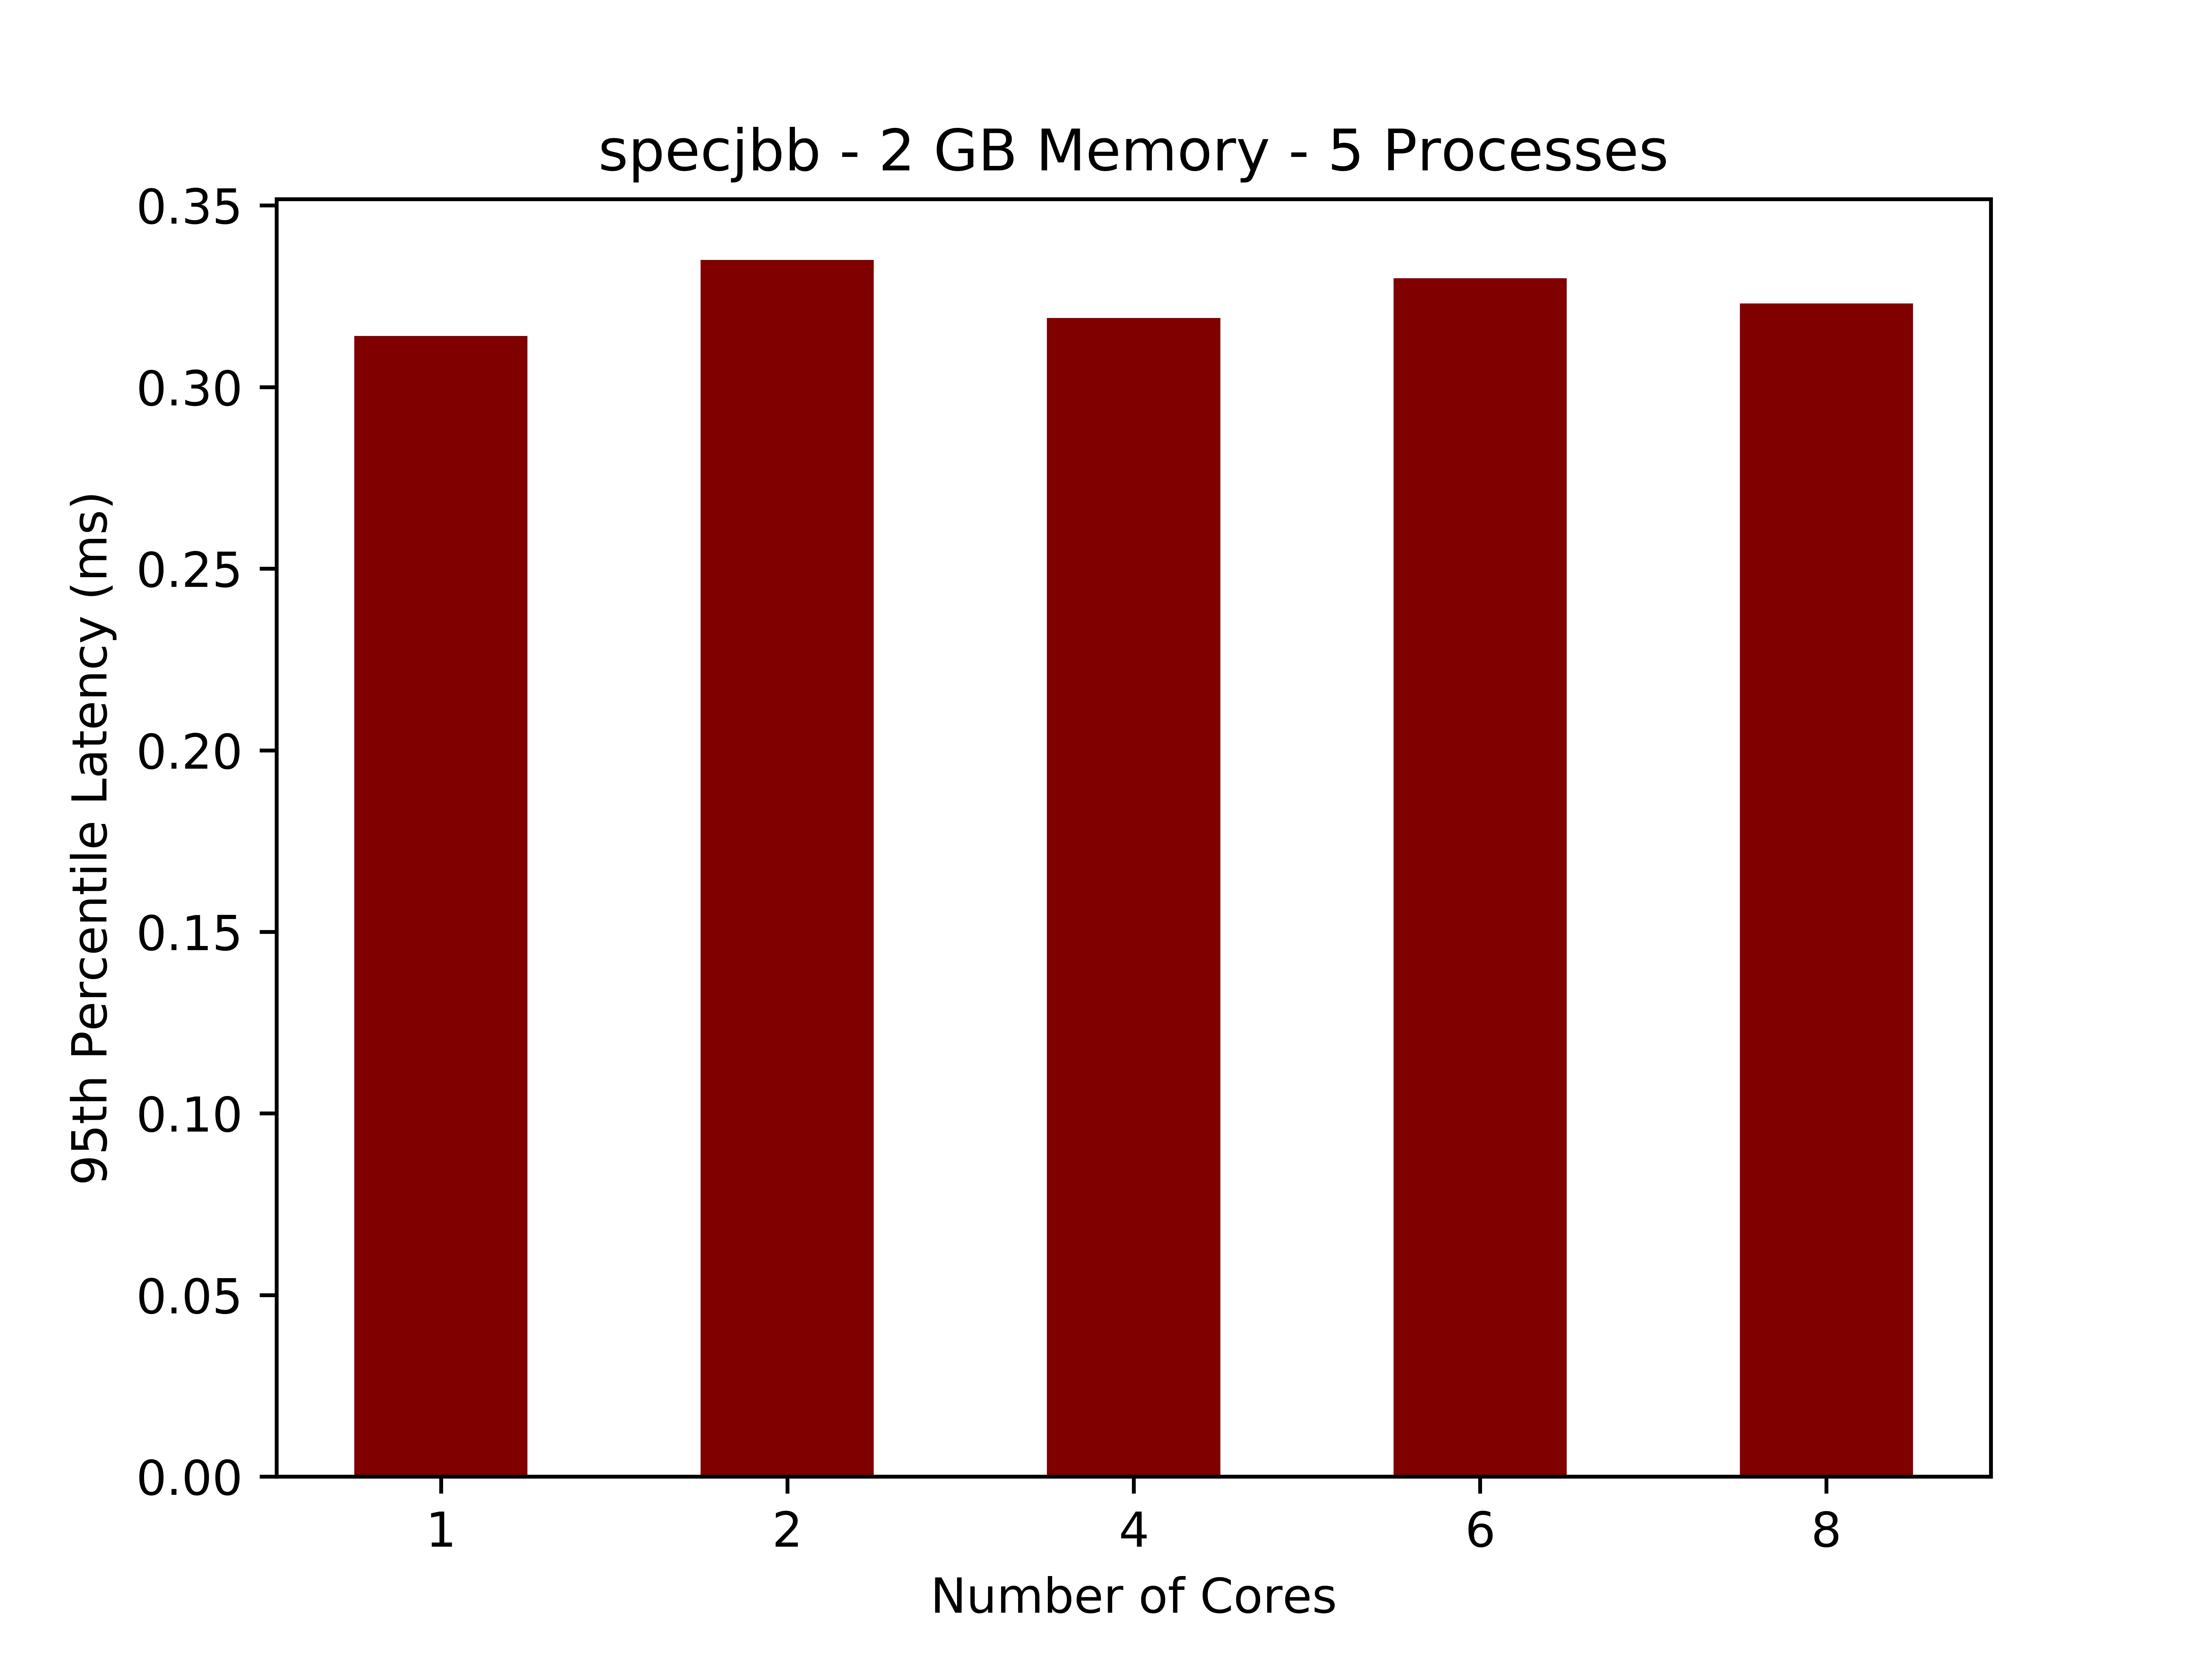 specjbb - 2 GB Memory - 5 Processes
95th Percentile Latency (ms)
0.35
0.30
0.25
0.20
0.15
0.10
0.05
0.00
1 2 4 6 8
Number of Cores